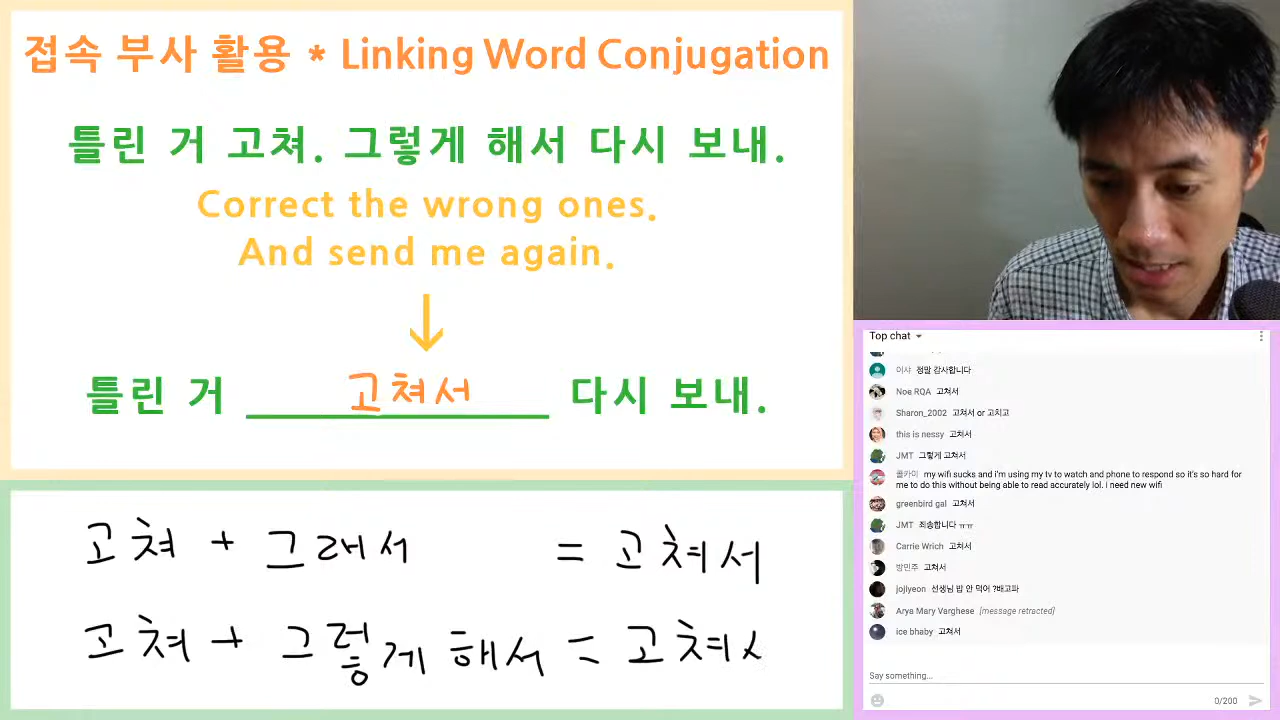 접속 부사 활용 * Linking Word Conjugation
틀린 거 고쳐. 그렇게 해서 다시 보내.
Correct the wrong ones.
And send me again.
↓
틀린 거 고쳐서 다시 보내.
고쳐 + 그래서 = 고쳐서
고쳐 + 그렇게 해서 = 고쳐ㅅ
Top chat
이샤 정말 감사합니다
Noe RQA 고쳐서
Sharon_2002 고쳐서 or 고치고
this is nessy 고쳐서
JMT 그렇게 고쳐서
my wifi sucks and i'm using my tv to watch and phone to respond so it's so hard for
me to do this without being able to read accurately lol. i need new wifi
greenbird gal 고쳐서
JMT 죄송합니다 ㅠㅠ
Carrie Wrich 고쳐서
방민주 고쳐서
jojiyeon 선생님 밥 안 먹어 ?배고파
Arya Mary Varghese [message retracted]
ice bhaby 고쳐서
Say something...
0/200